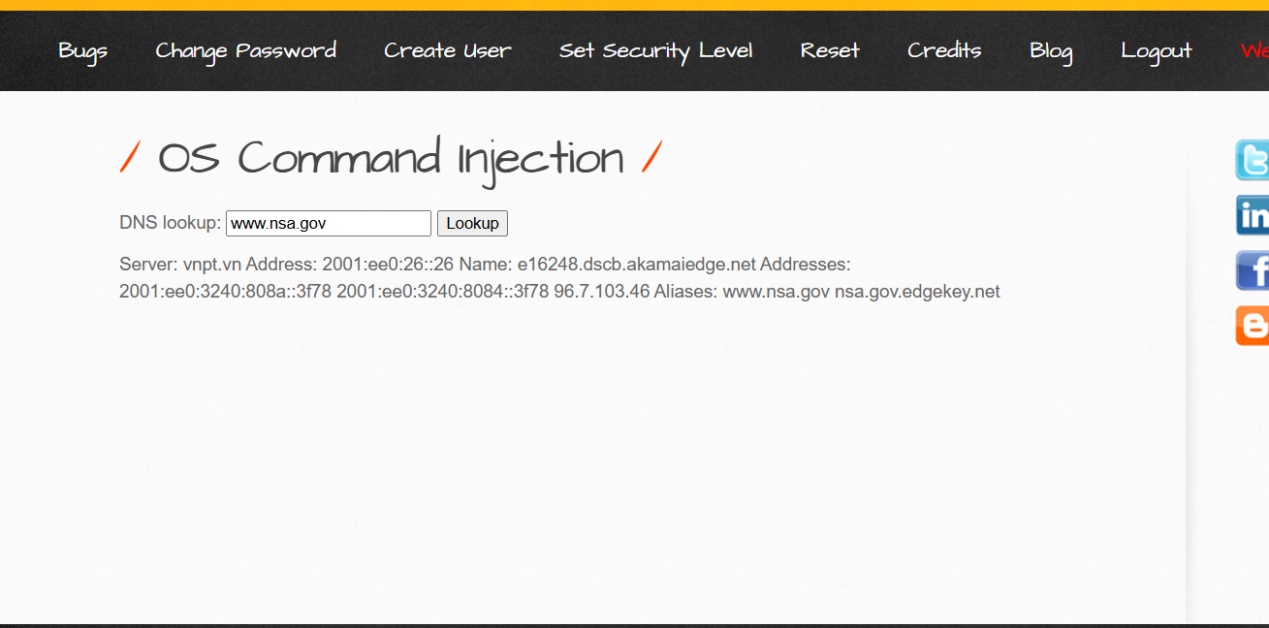 Bugs Change Password Create User Set Security Level Reset Credits Blog Logout We
/ OS Command Injection /
DNS lookup: www.nsa.gov Lookup
Server: vnpt.vn Address: 2001:ee0:26::26 Name: e16248.dscb.akamaiedge.net Addresses:
2001:ee0:3240:808a::3f78 2001:ee0:3240:8084::3f78 96.7.103.46 Aliases: www.nsa.gov nsa.gov.edgekey.net